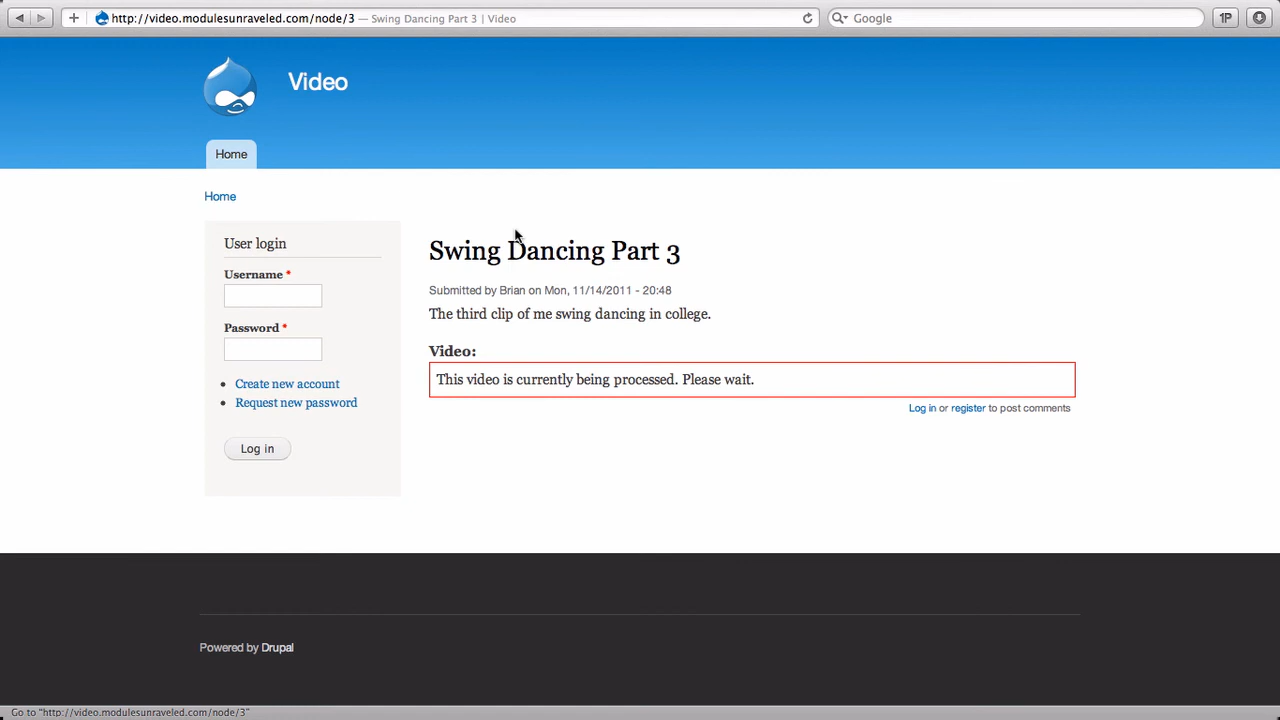 http://video.modulesunraveled.com/node/3 — Swing Dancing Part 3 | Video
Google
1P
Video
Home
Home
User login
Username *
Password *
Create new account
Request new password
Log in
Swing Dancing Part 3
Submitted by Brian on Mon, 11/14/2011 - 20:48
The third clip of me swing dancing in college.
Video:
This video is currently being processed. Please wait.
Log in or register to post comments
Powered by Drupal
Go to "http://video.modulesunraveled.com/node/3"